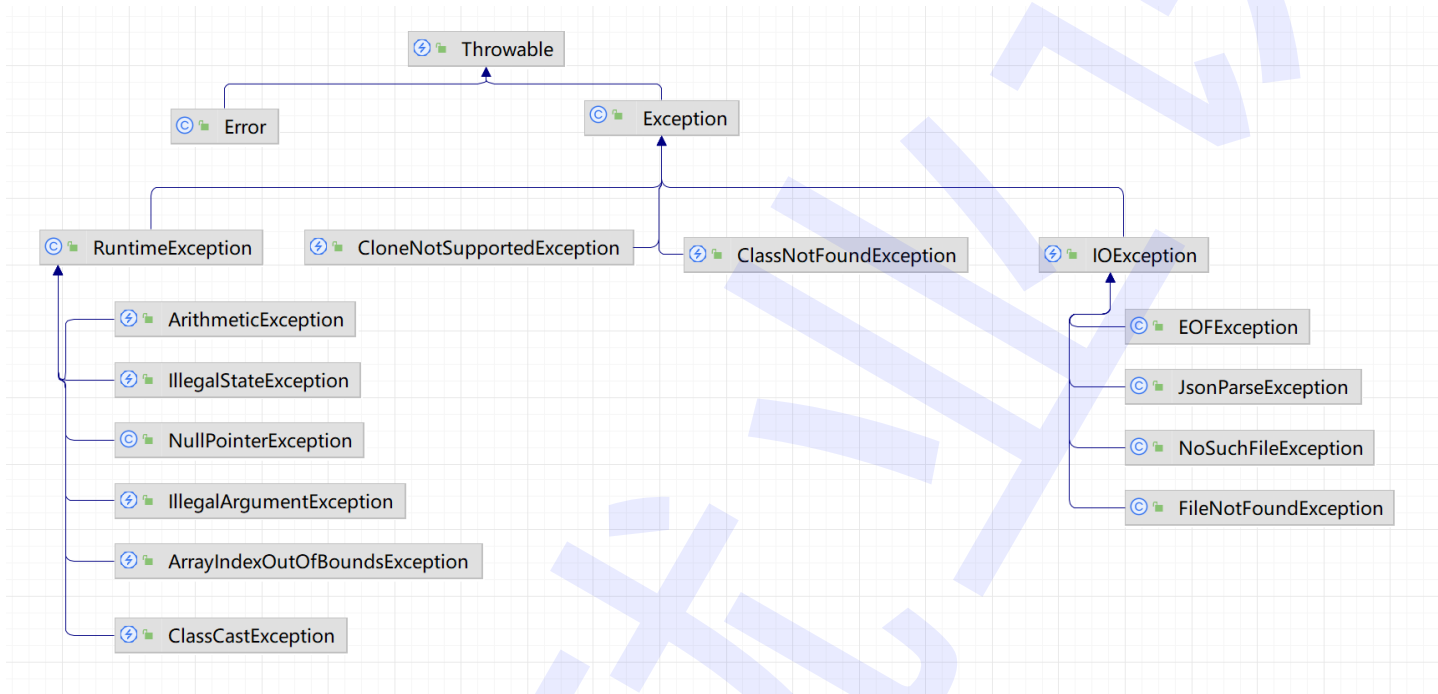 Throwable
Error
Exception
RuntimeException
CloneNotSupportedException
ClassNotFoundException
IOException
ArithmeticException
IllegalStateException
NullPointerException
IllegalArgumentException
ArrayIndexOutOfBoundsException
ClassCastException
EOFException
JsonParseException
NoSuchFileException
FileNotFoundException